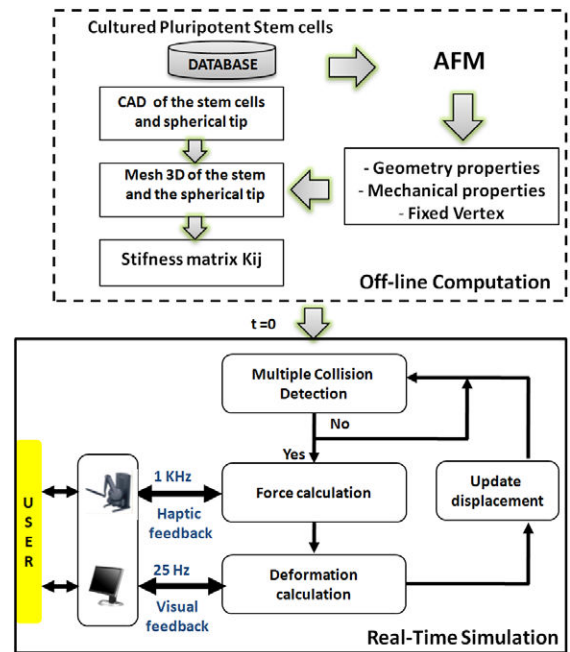 Cultured Pluripotent Stem cells
DATABASE
AFM
CAD of the stem cells
and spherical tip
Mesh 3D of the stem
and the spherical tip
- Geometry properties
- Mechanical properties
- Fixed Vertex
Stifness matrix Kij
Off-line Computation
t =0
Multiple Collision
Detection
No
Yes
USER
1 KHz
Haptic
feedback
Force calculation
Update
displacement
25 Hz
Visual
feedback
Deformation
calculation
Real-Time Simulation